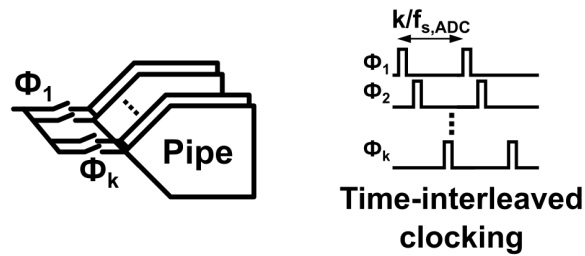 Φ1
Φk
Pipe
k/fs,ADC
Φ1
Φ2
Φk
Time-interleaved
clocking